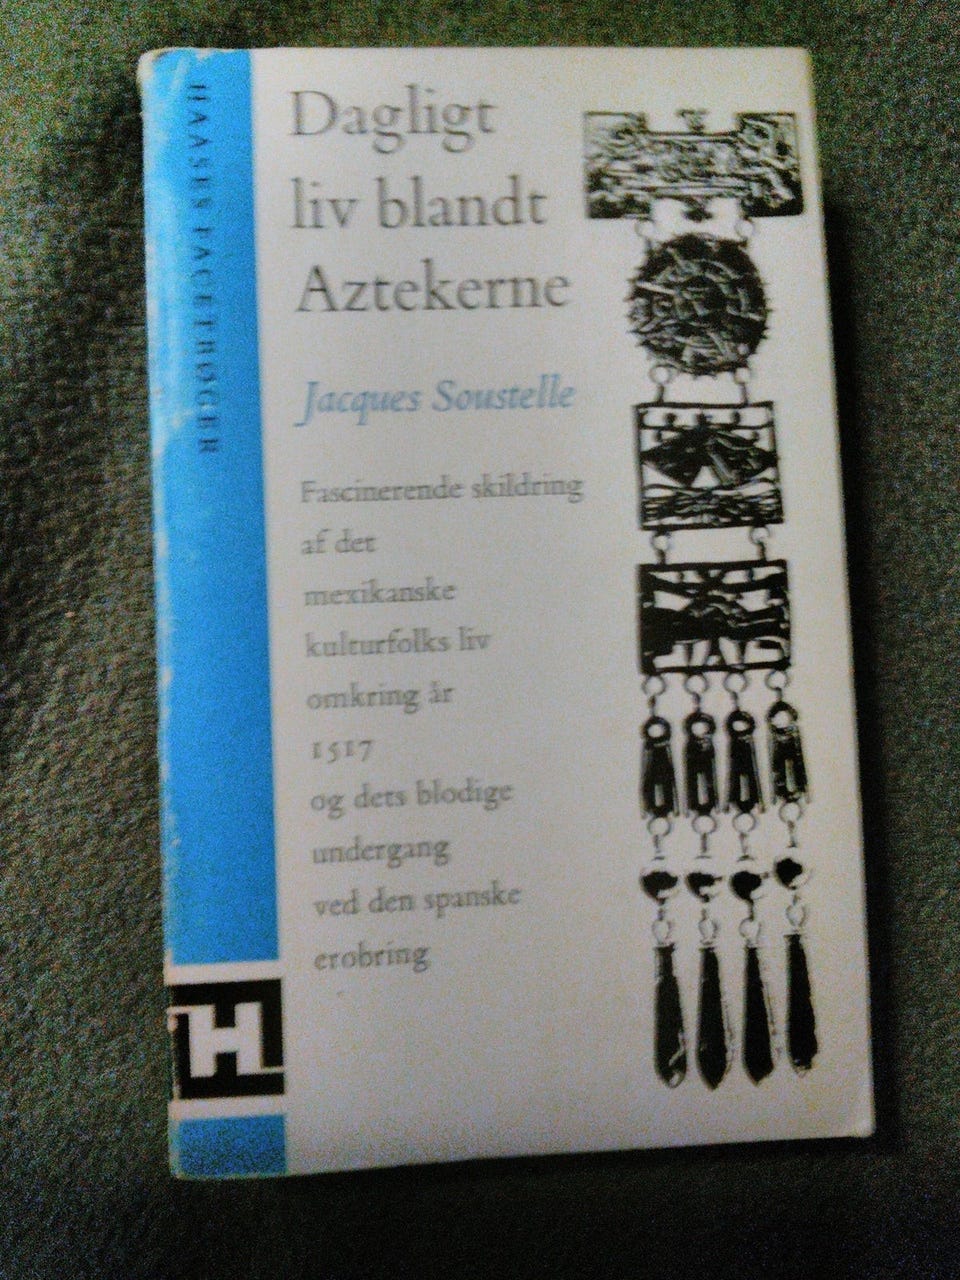 HAASES FACETBØGER
Dagligt
liv blandt
Aztekerne
Jacques Soustelle
Fascinerende skildring
af det
mexikanske
kulturfolks liv
omkring år
1517
og dets blodige
undergang
ved den spanske
erobring
H